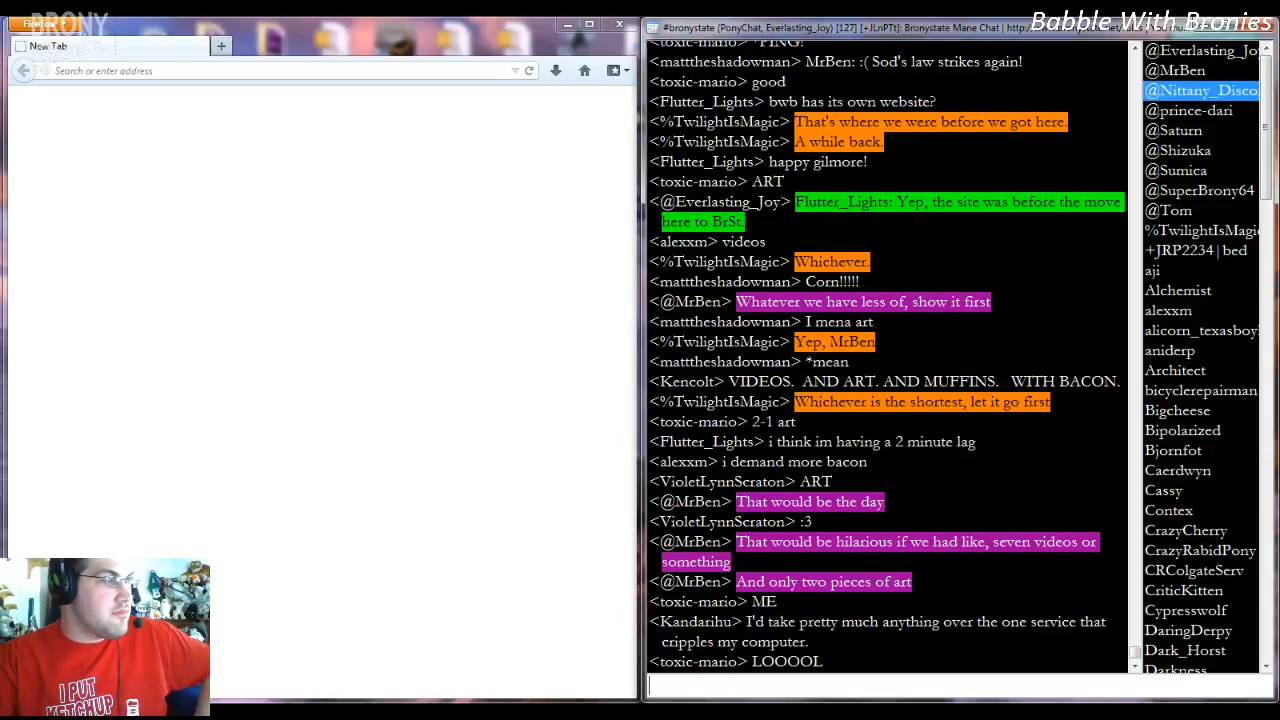 Firefox
BRONY
State
New Tab
Search or enter address
#bronystate (PonyChat, Everlasting_Joy) [127] [+JLnPTt]: Bronystate Mane Chat |
Babble With Bronies
<mattheshadowman> MrBen: :( Sod's law strikes again!
<toxic-mario> good
<Flutter_Lights> bwb has its own website?
<%TwilightIsMagic> That's where we were before we got here.
<%TwilightIsMagic> A while back.
<Flutter_Lights> happy gilmore!
<toxic-mario> ART
<@Everlasting_Joy> Flutter_Lights: Yep, the site was before the move
here to BrSt.
<alexxm> videos
<%TwilightIsMagic> Whichever.
<matttheshadowman> Corn!!!!!
<@MrBen> Whatever we have less of, show it first
<matttheshadowman> I mena art
<%TwilightIsMagic> Yep, MrBen
<matttheshadowman> *mean
<Kencolt> VIDEOS. AND ART. AND MUFFINS. WITH BACON.
<%TwilightIsMagic> Whichever is the shortest, let it go first
<toxic-mario> 2-1 art
<Flutter_Lights> i think im having a 2 minute lag
<alexxm> i demand more bacon
<VioletLynnScraton> ART
<@MrBen> That would be the day
<VioletLynnScraton> :3
<@MrBen> That would be hilarious if we had like, seven videos or
something
<@MrBen> And only two pieces of art
<toxic-mario> ME
<Kandarihu> I'd take pretty much anything over the one service that
cripples my computer.
<toxic-mario> LOOOOL
@Everlasting_Jo
@MrBen
@Nittany_Disco
@prince-dari
@Saturn
@Shizuka
@Sumica
@SuperBrony64
@Tom
%TwilightIsMagic
+JRP2234|bed
aji
Alchemist
alexxm
alicorn_texasboy
aniderp
Architect
bicyclerepairman
Bigcheese
Bipolarized
Bjornfot
Caerdwyn
Cassy
Contex
CrazyCherry
CrazyRabidPony
CRColgateServ
CriticKitten
Cypresswolf
DaringDerpy
Dark_Horst
Darkness
I PUT
KETCHUP